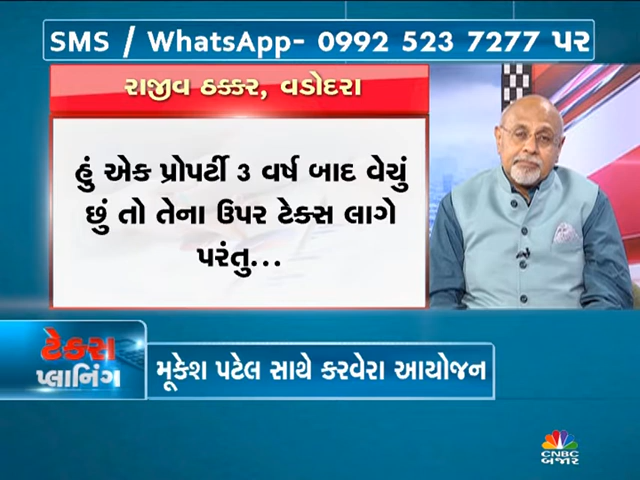 SMS / WhatsApp- 0992 523 7277 પર
રાજીવ ઠક્કર, વડોદરા
હું એક પ્રોપર્ટી 3 વર્ષ બાદ વેચું
છું તો તેના ઉપર ટેક્સ લાગે
પરંતુ...
ટેક્સ
પ્લાનિંગ
મૂકેશ પટેલ સાથે કરવેરા આયોજન
CNBC
બજાર